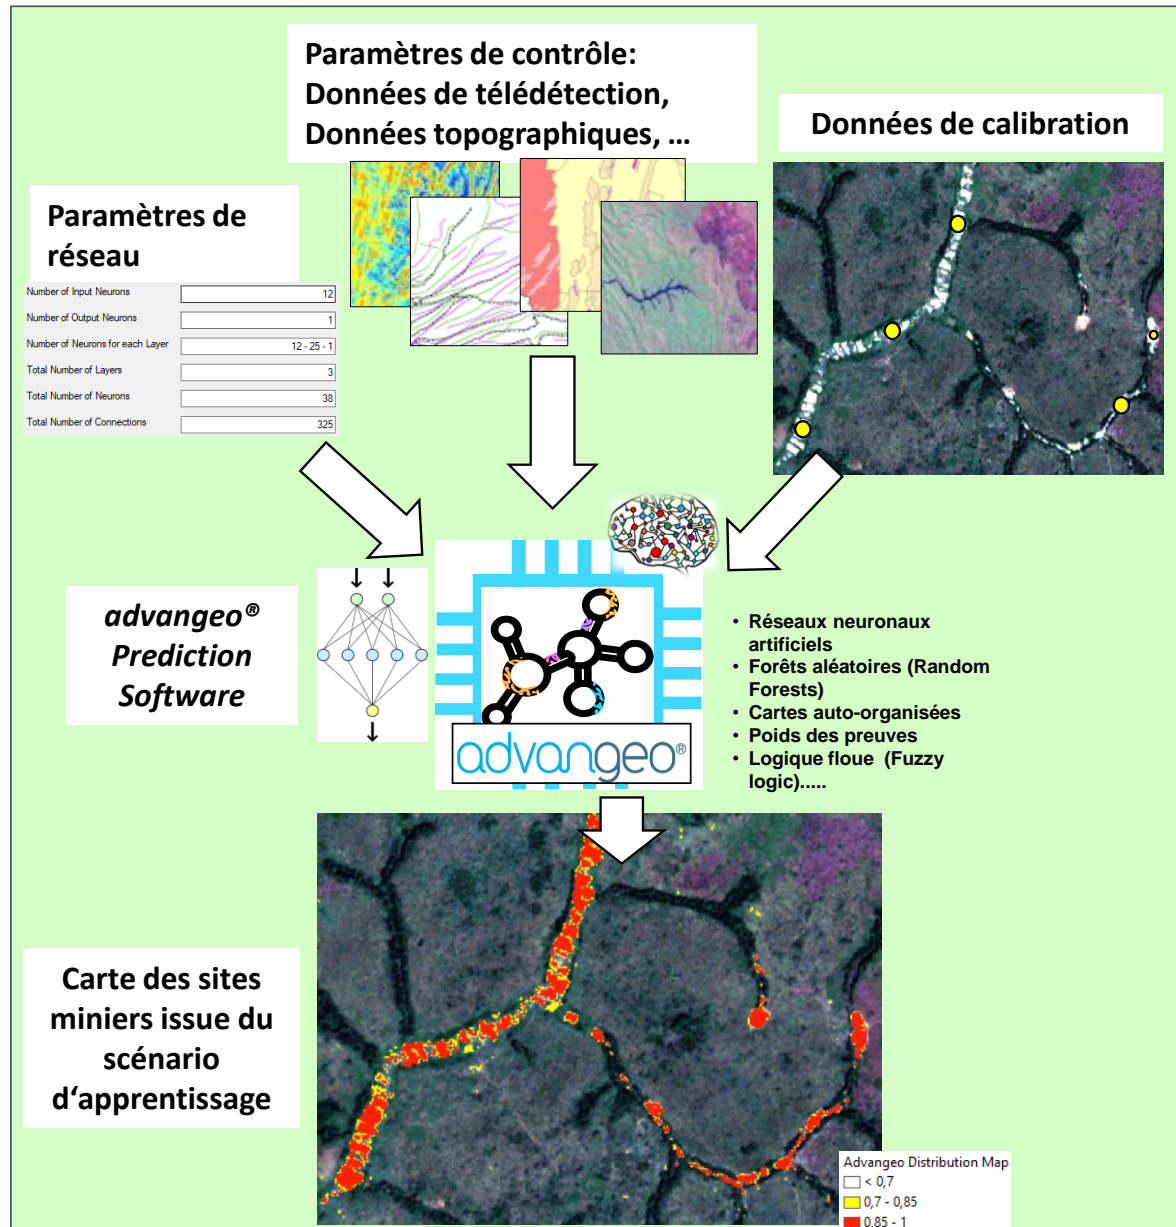 Paramètres de contrôle:
Données de télédétection,
Données topographiques, ...
Données de calibration
Paramètres de
réseau
Number of Input Neurons 12
Number of Output Neurons 1
Number of Neurons for each Layer 12 - 25 - 1
Total Number of Layers 3
Total Number of Neurons 38
Total Number of Connections 325
advangeo®
Prediction
Software
advangeo®
• Réseaux neuronaux
artificiels
• Forêts aléatoires (Random
Forests)
• Cartes auto-organisées
• Poids des preuves
• Logique floue (Fuzzy
logic).....
Carte des sites
miniers issue du
scénario
d‘apprentissage
Advangeo Distribution Map
< 0,7
0,7 - 0,85
0,85 - 1